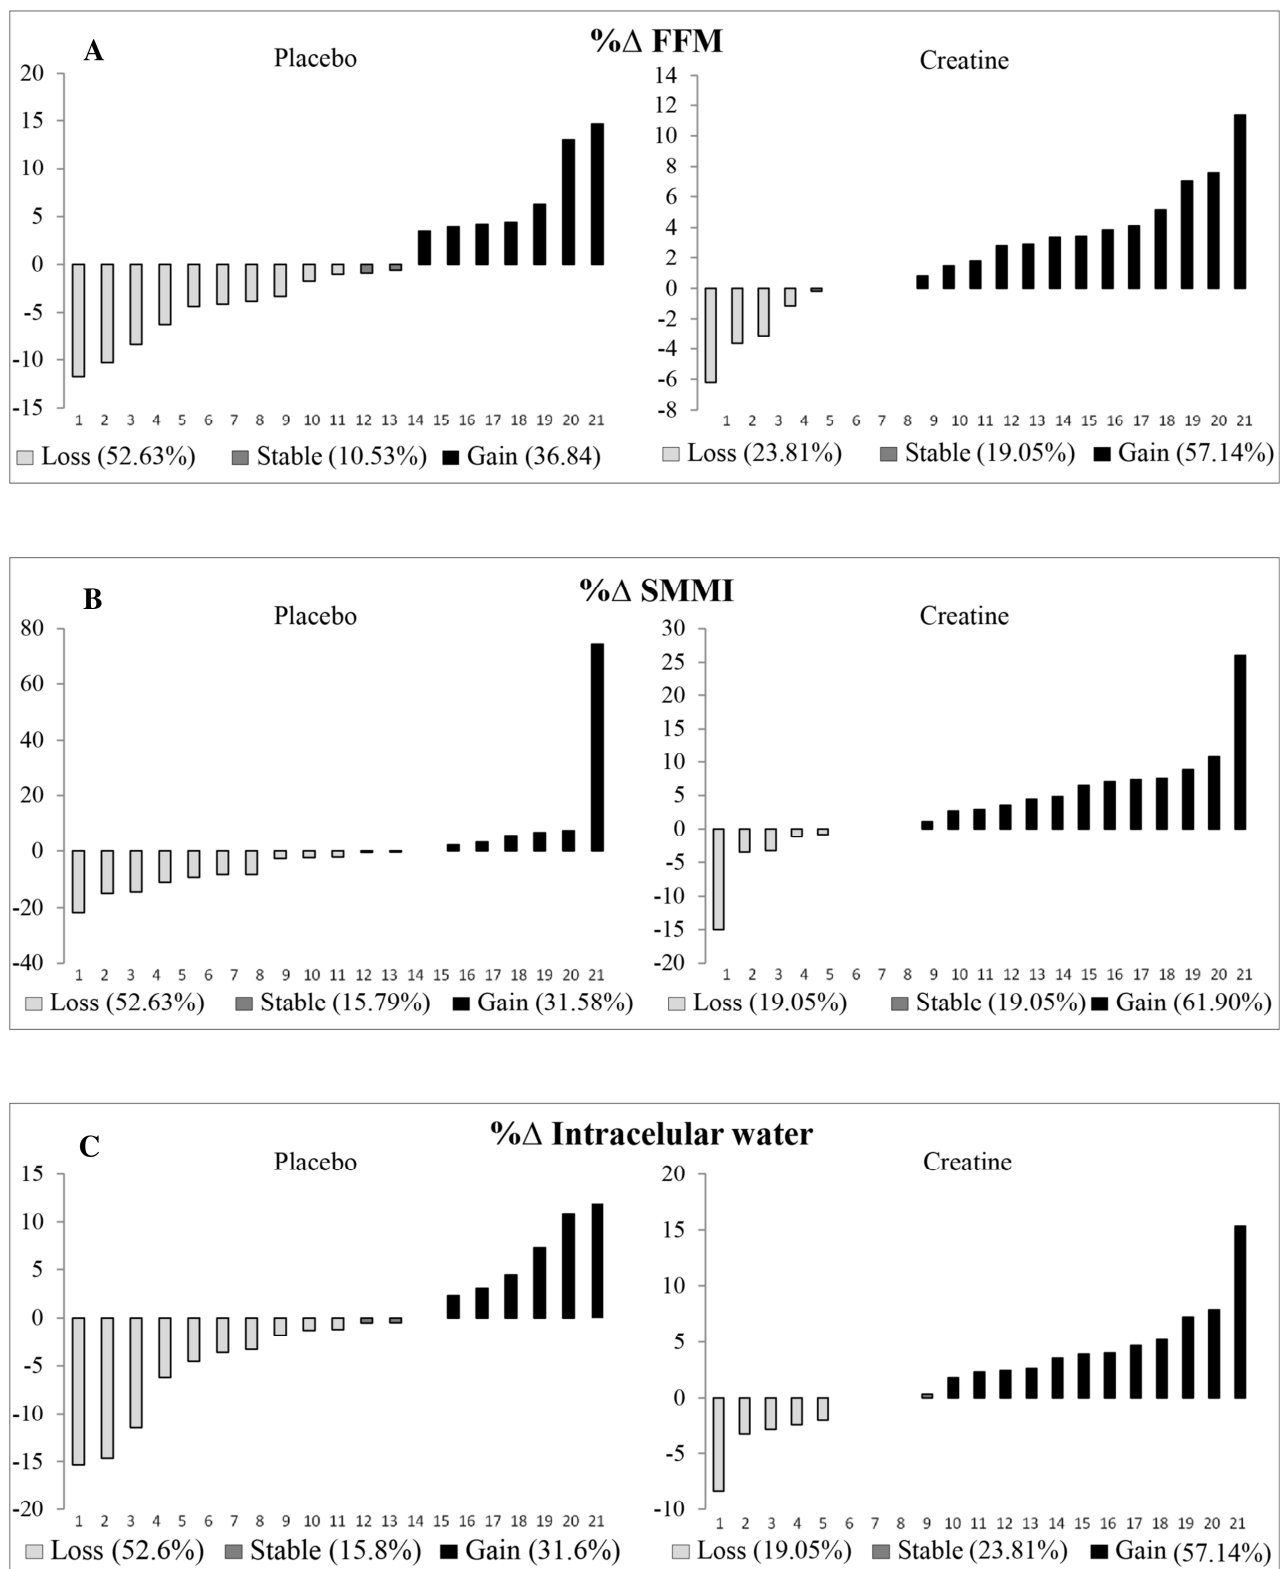 %Δ FFM
A
Placebo
Creatine
20
15
10
5
0
-5
-10
-15
1 2 3 4 5 6 7 8 9 10 11 12 13 14 15 16 17 18 19 20 21
Loss (52.63%) Stable (10.53%) Gain (36.84)
14
12
10
8
6
4
2
0
-2
-4
-6
-8
1 2 3 4 5 6 7 8 9 10 11 12 13 14 15 16 17 18 19 20 21
Loss (23.81%) Stable (19.05%) Gain (57.14%)
%Δ SMMI
B
Placebo
Creatine
80
60
40
20
0
-20
-40
1 2 3 4 5 6 7 8 9 10 11 12 13 14 15 16 17 18 19 20 21
Loss (52.63%) Stable (15.79%) Gain (31.58%)
30
25
20
15
10
5
0
-5
-10
-15
-20
1 2 3 4 5 6 7 8 9 10 11 12 13 14 15 16 17 18 19 20 21
Loss (19.05%) Stable (19.05%) Gain (61.90%)
%Δ Intracelular water
C
Placebo
Creatine
15
10
5
0
-5
-10
-15
-20
1 2 3 4 5 6 7 8 9 10 11 12 13 14 15 16 17 18 19 20 21
Loss (52.6%) Stable (15.8%) Gain (31.6%)
20
15
10
5
0
-5
-10
1 2 3 4 5 6 7 8 9 10 11 12 13 14 15 16 17 18 19 20 21
Loss (19.05%) Stable (23.81%) Gain (57.14%)